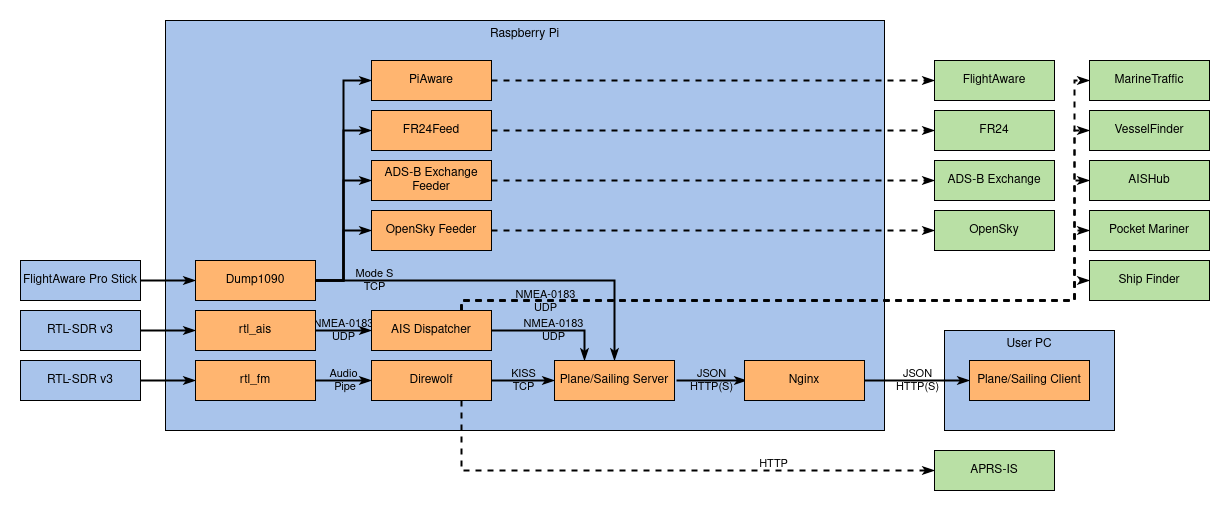 Raspberry Pi
PiAware
FlightAware
MarineTraffic
FR24Feed
FR24
VesselFinder
ADS-B Exchange
Feeder
ADS-B Exchange
AISHub
OpenSky Feeder
OpenSky
Pocket Mariner
FlightAware Pro Stick
Dump1090
Mode S
TCP
Ship Finder
NMEA-0183
UDP
RTL-SDR v3
rtl_ais
NMEA-0183
UDP
AIS Dispatcher
NMEA-0183
UDP
User PC
RTL-SDR v3
rtl_fm
Audio
Pipe
Direwolf
KISS
TCP
Plane/Sailing Server
JSON
HTTP(S)
Nginx
JSON
HTTP(S)
Plane/Sailing Client
HTTP
APRS-IS